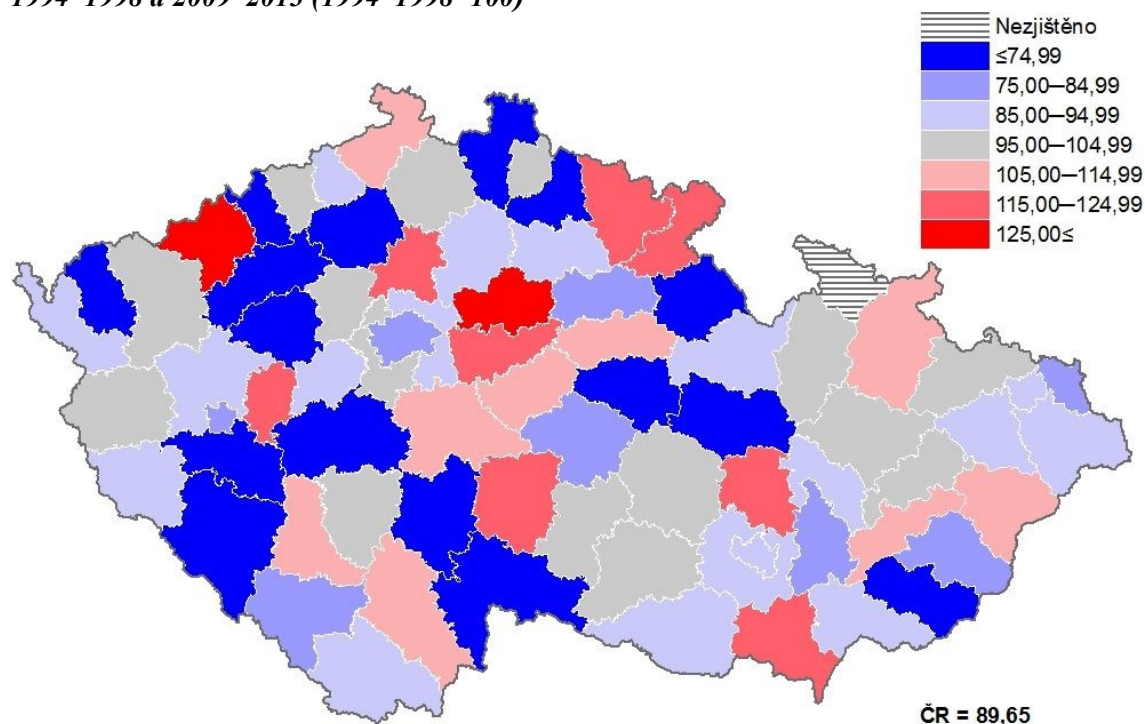 1994–1998 a 2009–2013 (1994–1998=100)
Nezjištěno
≤74,99
75,00—84,99
85,00—94,99
95,00—104,99
105,00—114,99
115,00—124,99
125,00≤
ČR = 89,65